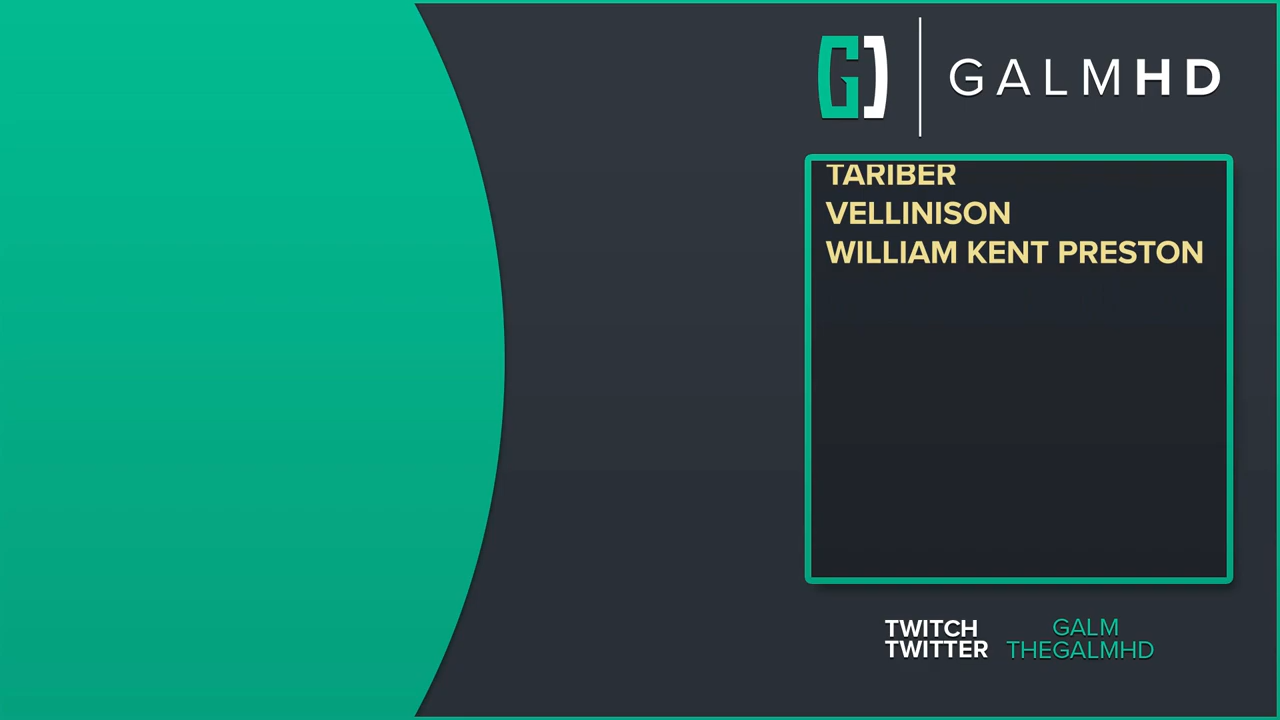 GALMHD
TARIBER
VELLINISON
WILLIAM KENT PRESTON
TWITCH GALM
TWITTER THEGALMHD